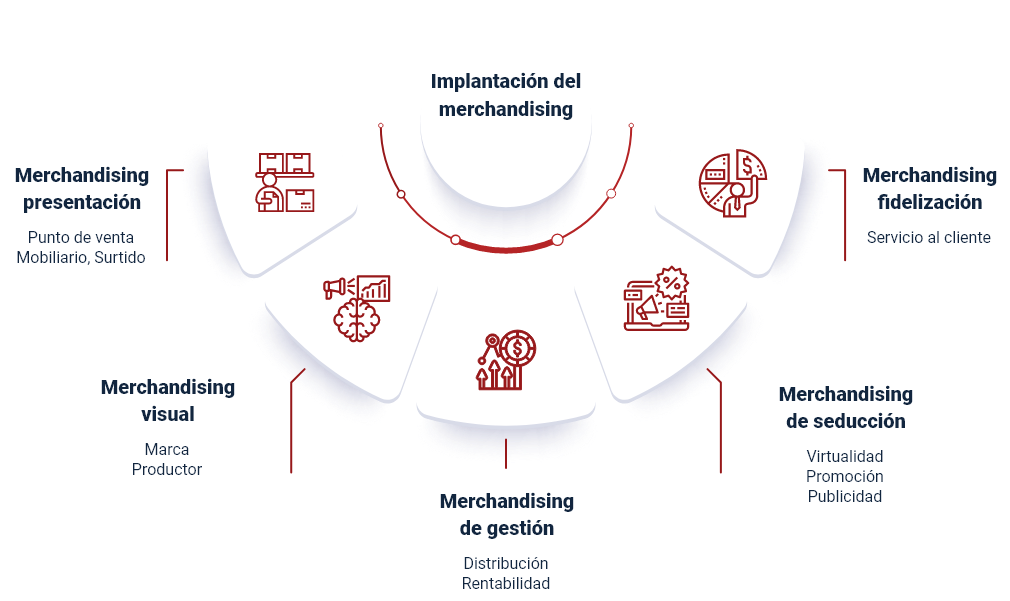 Implantación del
merchandising
Merchandising
presentación
Punto de venta
Mobiliario, Surtido
Merchandising
visual
Marca
Productor
Merchandising
de gestión
Distribución
Rentabilidad
Merchandising
de seducción
Virtualidad
Promoción
Publicidad
Merchandising
fidelización
Servicio al cliente